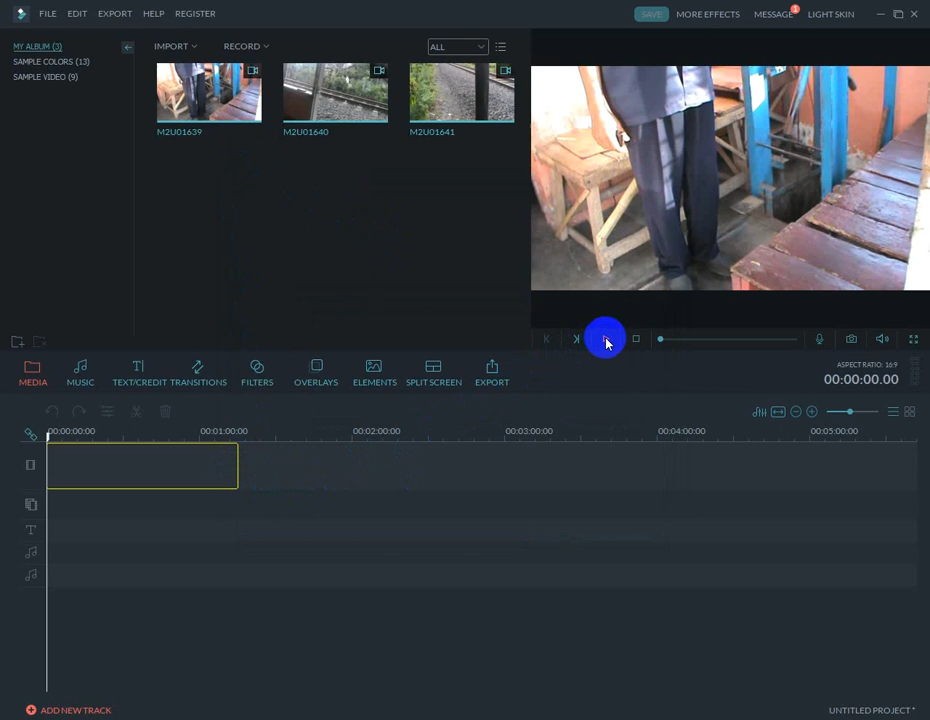 FILE EDIT EXPORT HELP REGISTER SAVE MORE EFFECTS MESSAGE 1 LIGHT SKIN
MY ALBUM (3)
SAMPLE COLORS (13)
SAMPLE VIDEO (9)
IMPORT RECORD ALL
M2U01639 M2U01640 M2U01641
MEDIA MUSIC TEXT/CREDIT TRANSITIONS FILTERS OVERLAYS ELEMENTS SPLIT SCREEN EXPORT
ASPECT RATIO: 16:9
00:00:00.00
00:00:00:00 00:01:00:00 00:02:00:00 00:03:00:00 00:04:00:00 00:05:00:00
T
ADD NEW TRACK
UNTITLED PROJECT*